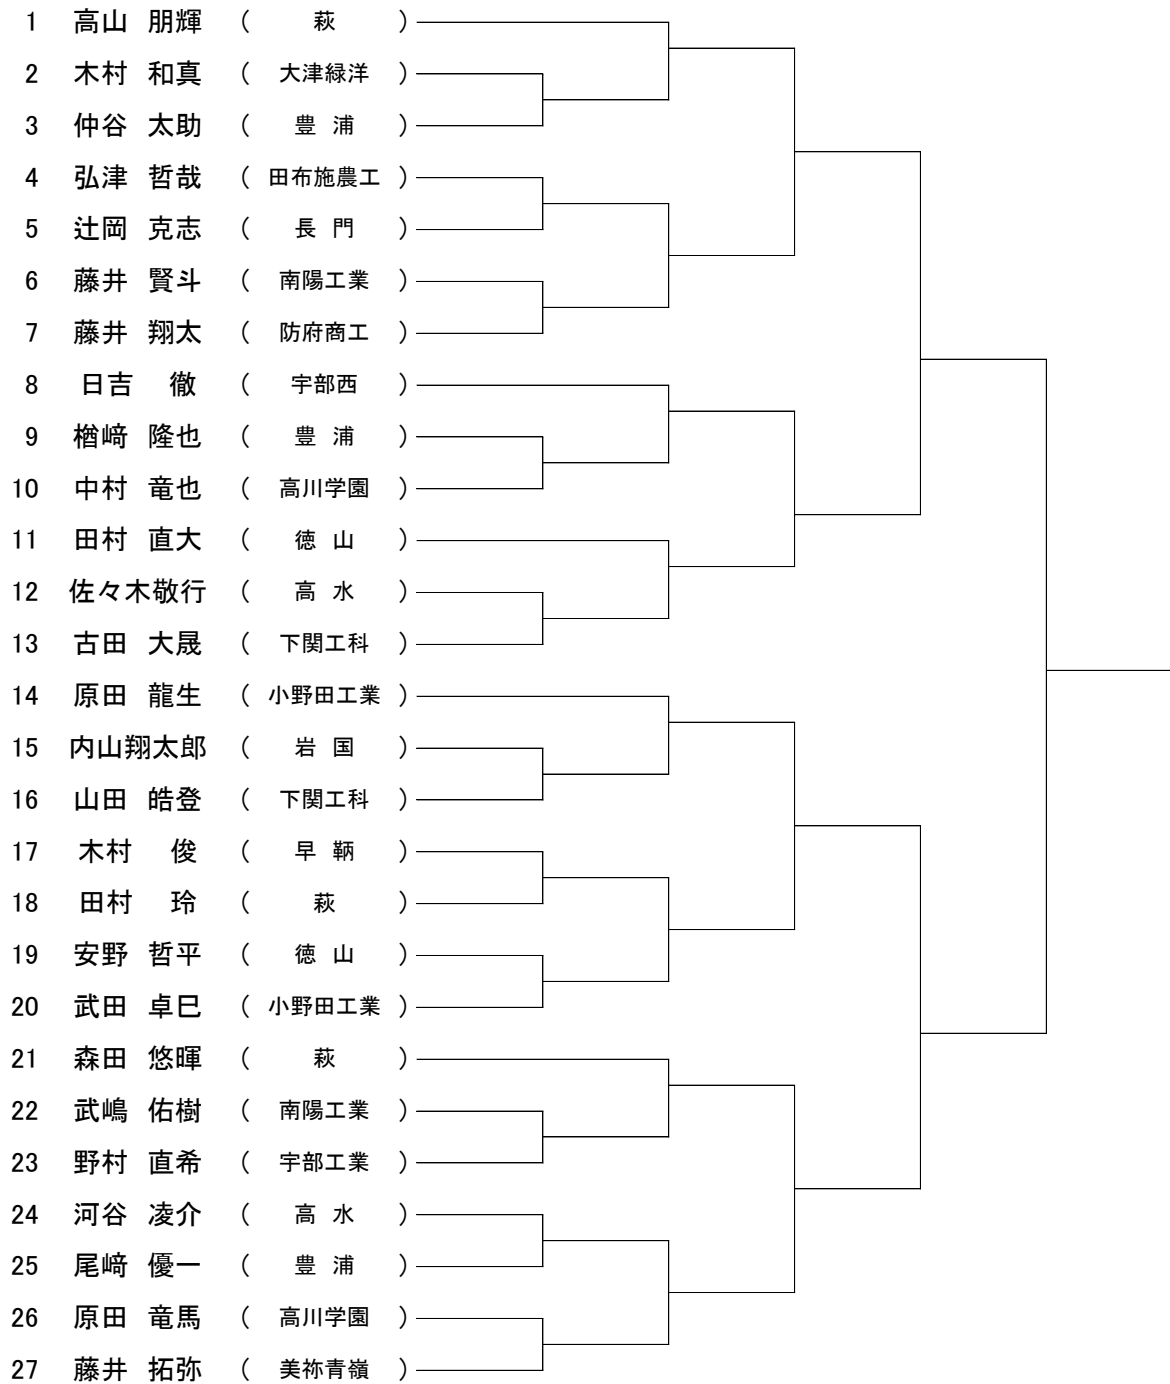 1 高山 朋輝 ( 萩 )
2 木村 和真 ( 大津緑洋 )
3 仲谷 太助 ( 豊 浦 )
4 弘津 哲哉 ( 田布施農工 )
5 辻岡 克志 ( 長 門 )
6 藤井 賢斗 ( 南陽工業 )
7 藤井 翔太 ( 防府商工 )
8 日吉 徹 ( 宇部西 )
9 楢﨑 隆也 ( 豊 浦 )
10 中村 竜也 ( 高川学園 )
11 田村 直大 ( 徳 山 )
12 佐々木敬行 ( 高 水 )
13 古田 大晟 ( 下関工科 )
14 原田 龍生 ( 小野田工業 )
15 内山翔太郎 ( 岩 国 )
16 山田 皓登 ( 下関工科 )
17 木村 俊 ( 早 鞆 )
18 田村 玲 ( 萩 )
19 安野 哲平 ( 徳 山 )
20 武田 卓巳 ( 小野田工業 )
21 森田 悠暉 ( 萩 )
22 武嶋 佑樹 ( 南陽工業 )
23 野村 直希 ( 宇部工業 )
24 河谷 凌介 ( 高 水 )
25 尾﨑 優一 ( 豊 浦 )
26 原田 竜馬 ( 高川学園 )
27 藤井 拓弥 ( 美祢青嶺 )